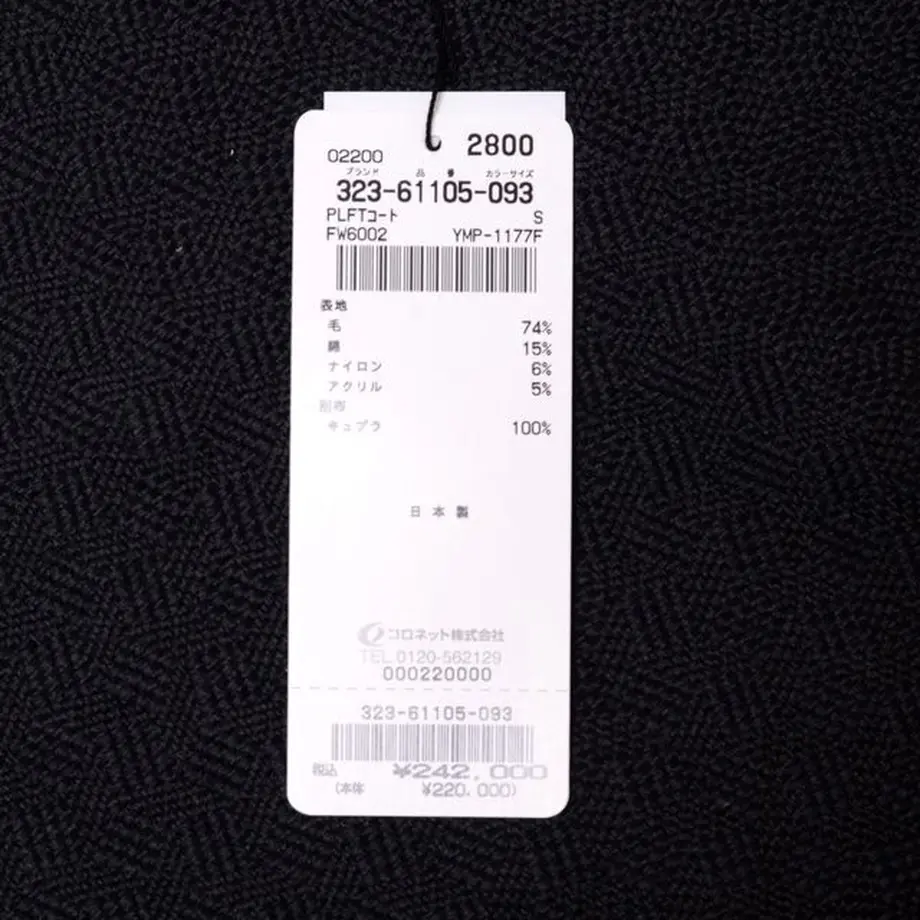 02200 2800
ブランド 品番 カラーサイズ
323-61105-093
PLFTコート S
FW6002 YMP-1177F
表地
毛 74%
綿 15%
ナイロン 6%
アクリル 5%
別布
キュプラ 100%
日本製
コロネット株式会社
TEL.0120-562129
000220000
323-61105-093
税込 ¥242,000
(本体 ¥220,000)